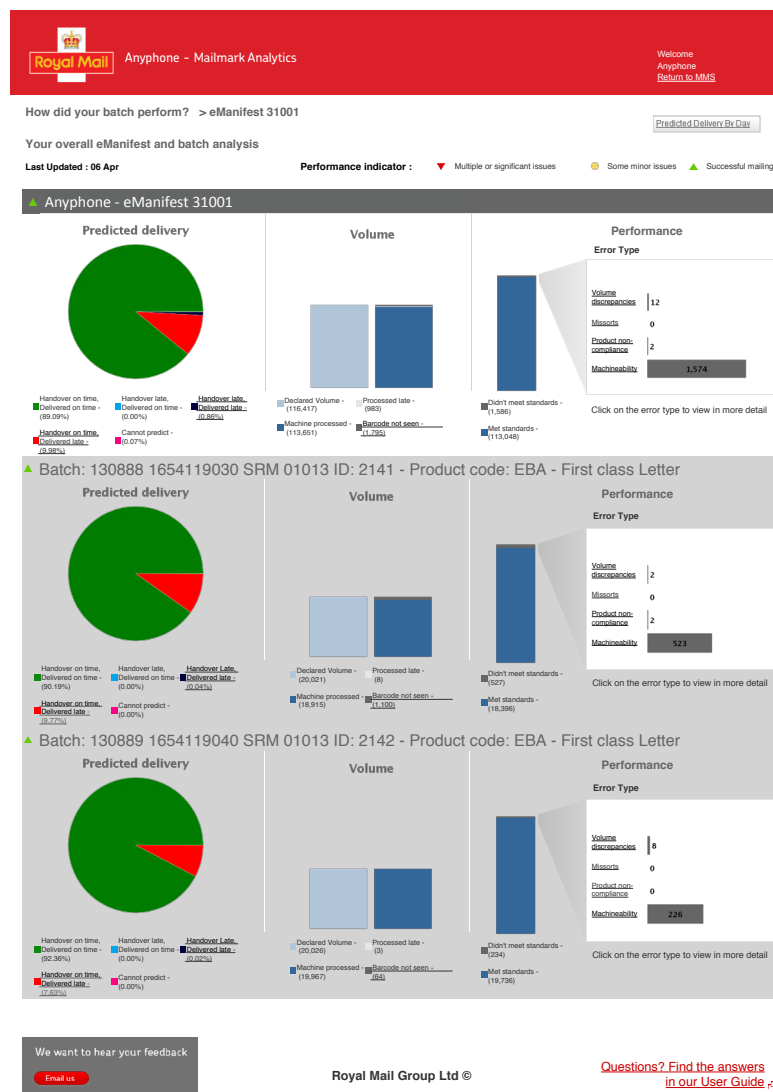 Royal Mail
Anyphone - Mailmark Analytics
Welcome
Anyphone
Return to MMS
How did your batch perform? > eManifest 31001
Predicted Delivery By Day
Your overall eManifest and batch analysis
Last Updated : 06 Apr
Performance indicator :
Multiple or significant issues
Some minor issues
Successful mailing
Anyphone - eManifest 31001
Predicted delivery
Handover on time,
Delivered on time -
(89.09%)
Handover late,
Delivered on time -
(0.00%)
Handover late,
Delivered late -
(0.86%)
Handover on time,
Delivered late -
(9.98%)
Cannot predict -
(0.07%)
Volume
Declared Volume -
(116,417)
Processed late -
(983)
Machine processed -
(113,651)
Barcode not seen -
(1,795)
Performance
Error Type
Volume
discrepancies
12
Missorts
0
Product non-
compliance
2
Machineability
1,574
Didn't meet standards -
(1,586)
Met standards -
(113,048)
Click on the error type to view in more detail
Batch: 130888 1654119030 SRM 01013 ID: 2141 - Product code: EBA - First class Letter
Predicted delivery
Handover on time,
Delivered on time -
(90.19%)
Handover late,
Delivered on time -
(0.00%)
Handover Late,
Delivered late -
(0.04%)
Handover on time,
Delivered late -
(9.77%)
Cannot predict -
(0.00%)
Volume
Declared Volume -
(20,021)
Processed late -
(8)
Machine processed -
(18,915)
Barcode not seen -
(1,100)
Performance
Error Type
Volume
discrepancies
2
Missorts
0
Product non-
compliance
2
Machineability
523
Didn't meet standards -
(527)
Met standards -
(18,396)
Click on the error type to view in more detail
Batch: 130889 1654119040 SRM 01013 ID: 2142 - Product code: EBA - First class Letter
Predicted delivery
Handover on time,
Delivered on time -
(92.36%)
Handover late,
Delivered on time -
(0.00%)
Handover Late,
Delivered late -
(0.02%)
Handover on time,
Delivered late -
(7.63%)
Cannot predict -
(0.00%)
Volume
Declared Volume -
(20,026)
Processed late -
(3)
Machine processed -
(19,967)
Barcode not seen -
(64)
Performance
Error Type
Volume
discrepancies
8
Missorts
0
Product non-
compliance
0
Machineability
226
Didn't meet standards -
(234)
Met standards -
(19,736)
Click on the error type to view in more detail
We want to hear your feedback
Email us
Royal Mail Group Ltd ©
Questions? Find the answers
in our User Guide